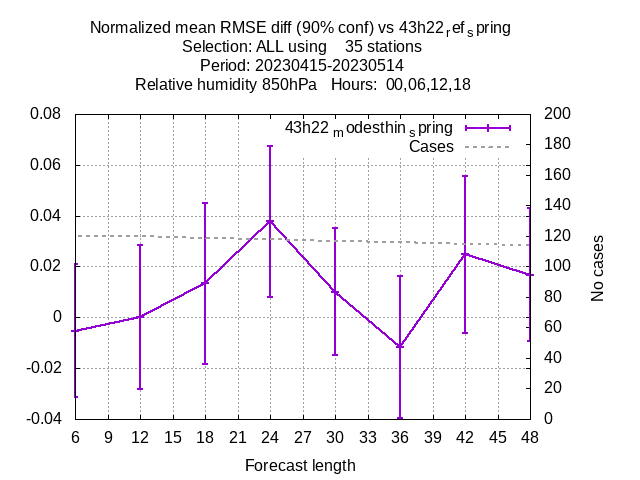 Normalized mean RMSE diff (90% conf) vs 43h22refspring
Selection: ALL using 35 stations
Period: 20230415-20230514
Relative humidity 850hPa Hours: 00,06,12,18
43h22modesthinspring
Cases
0.08
0.06
0.04
0.02
0
-0.02
-0.04
200
180
160
140
120
100
80
60
40
20
0
No cases
6 9 12 15 18 21 24 27 30 33 36 39 42 45 48
Forecast length